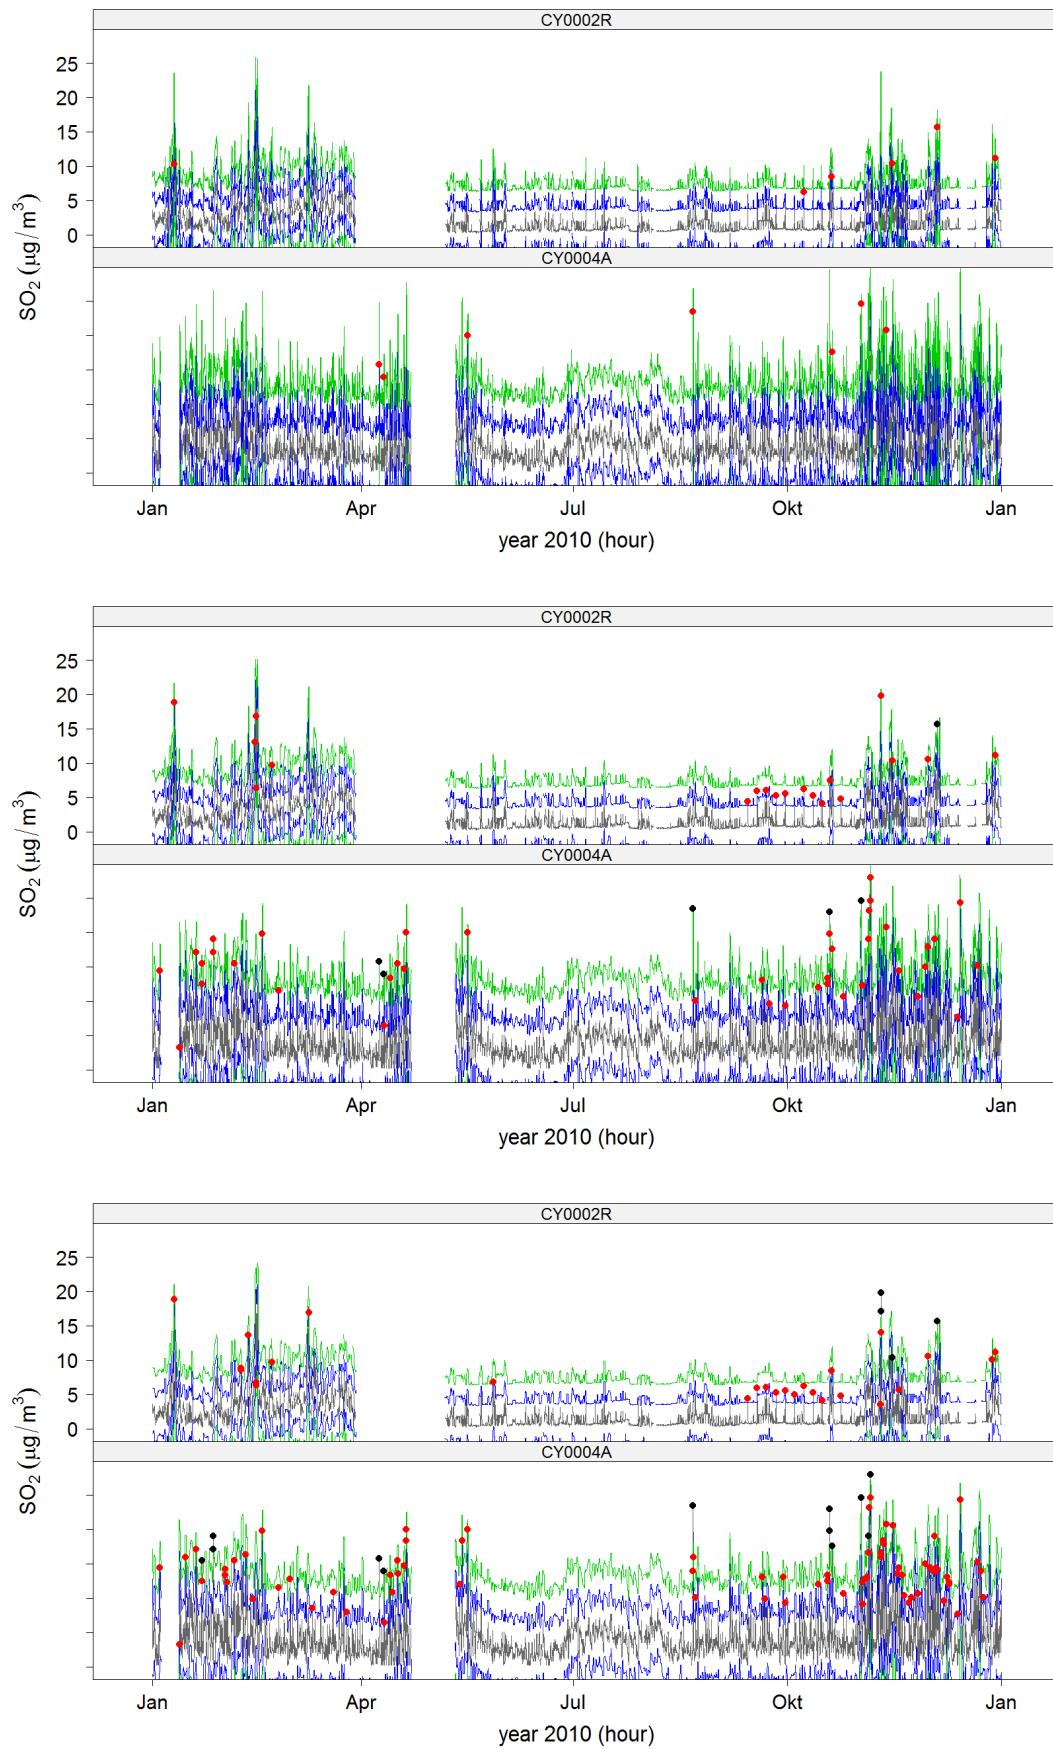 CY0002R
25
20
15
10
5
0
SO2 (μg/m3)
CY0004A
Jan Apr Jul Okt Jan
year 2010 (hour)
CY0002R
25
20
15
10
5
0
SO2 (μg/m3)
CY0004A
Jan Apr Jul Okt Jan
year 2010 (hour)
CY0002R
25
20
15
10
5
0
SO2 (μg/m3)
CY0004A
Jan Apr Jul Okt Jan
year 2010 (hour)